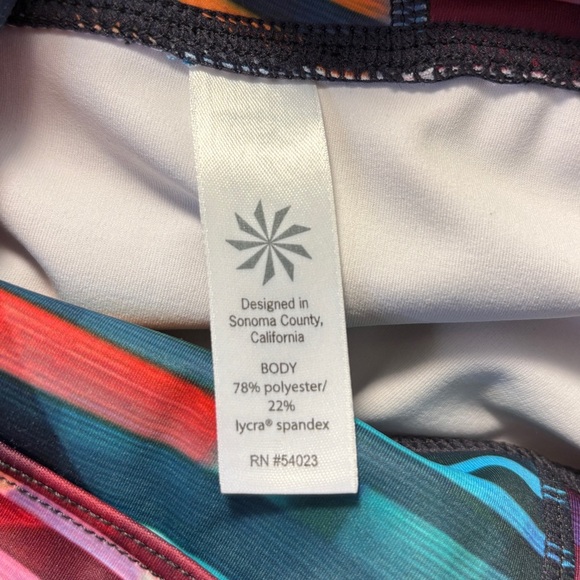 Designed in
Sonoma County,
California
BODY
78% polyester/
22%
lycra® spandex
RN #54023